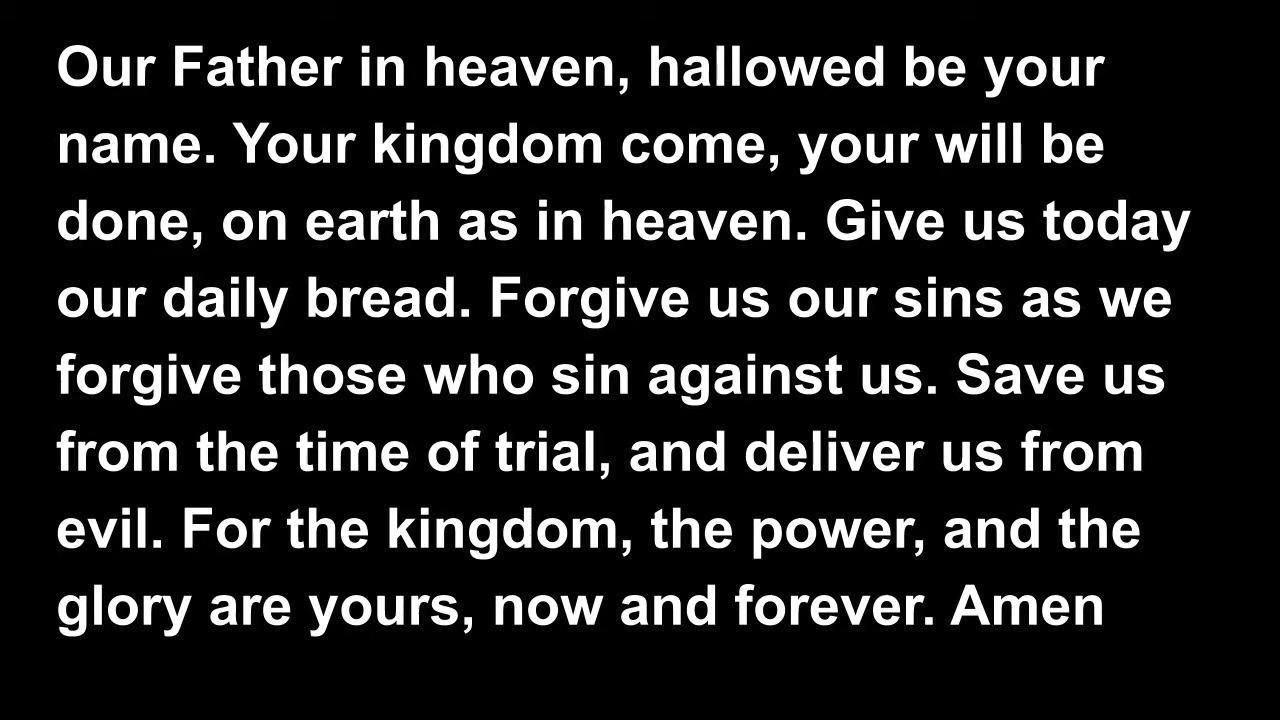 Our Father in heaven, hallowed be your
name. Your kingdom come, your will be
done, on earth as in heaven. Give us today
our daily bread. Forgive us our sins as we
forgive those who sin against us. Save us
from the time of trial, and deliver us from
evil. For the kingdom, the power, and the
glory are yours, now and forever. Amen